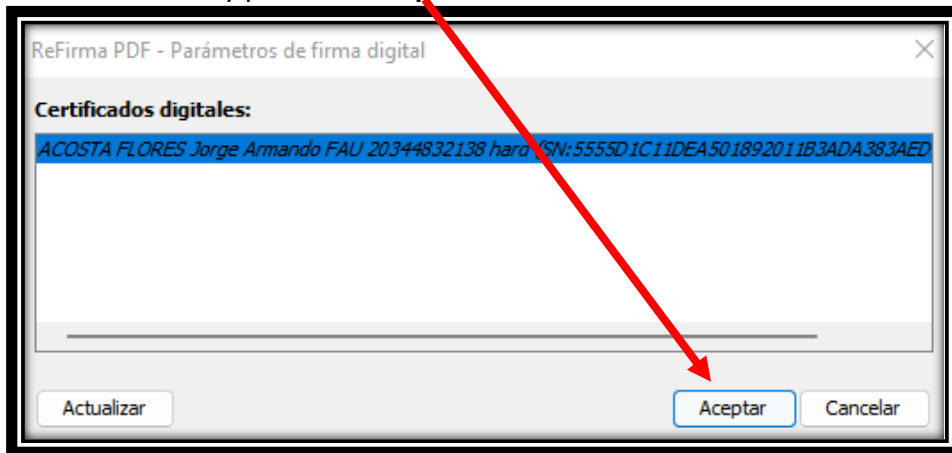 ReFirma PDF - Parámetros de firma digital
Certificados digitales:
ACOSTA FLORES Jorge Armando FAU 20344832138 hard (SN:5555D1C11DEA501892011B3ADA383AED
Actualizar
Aceptar
Cancelar